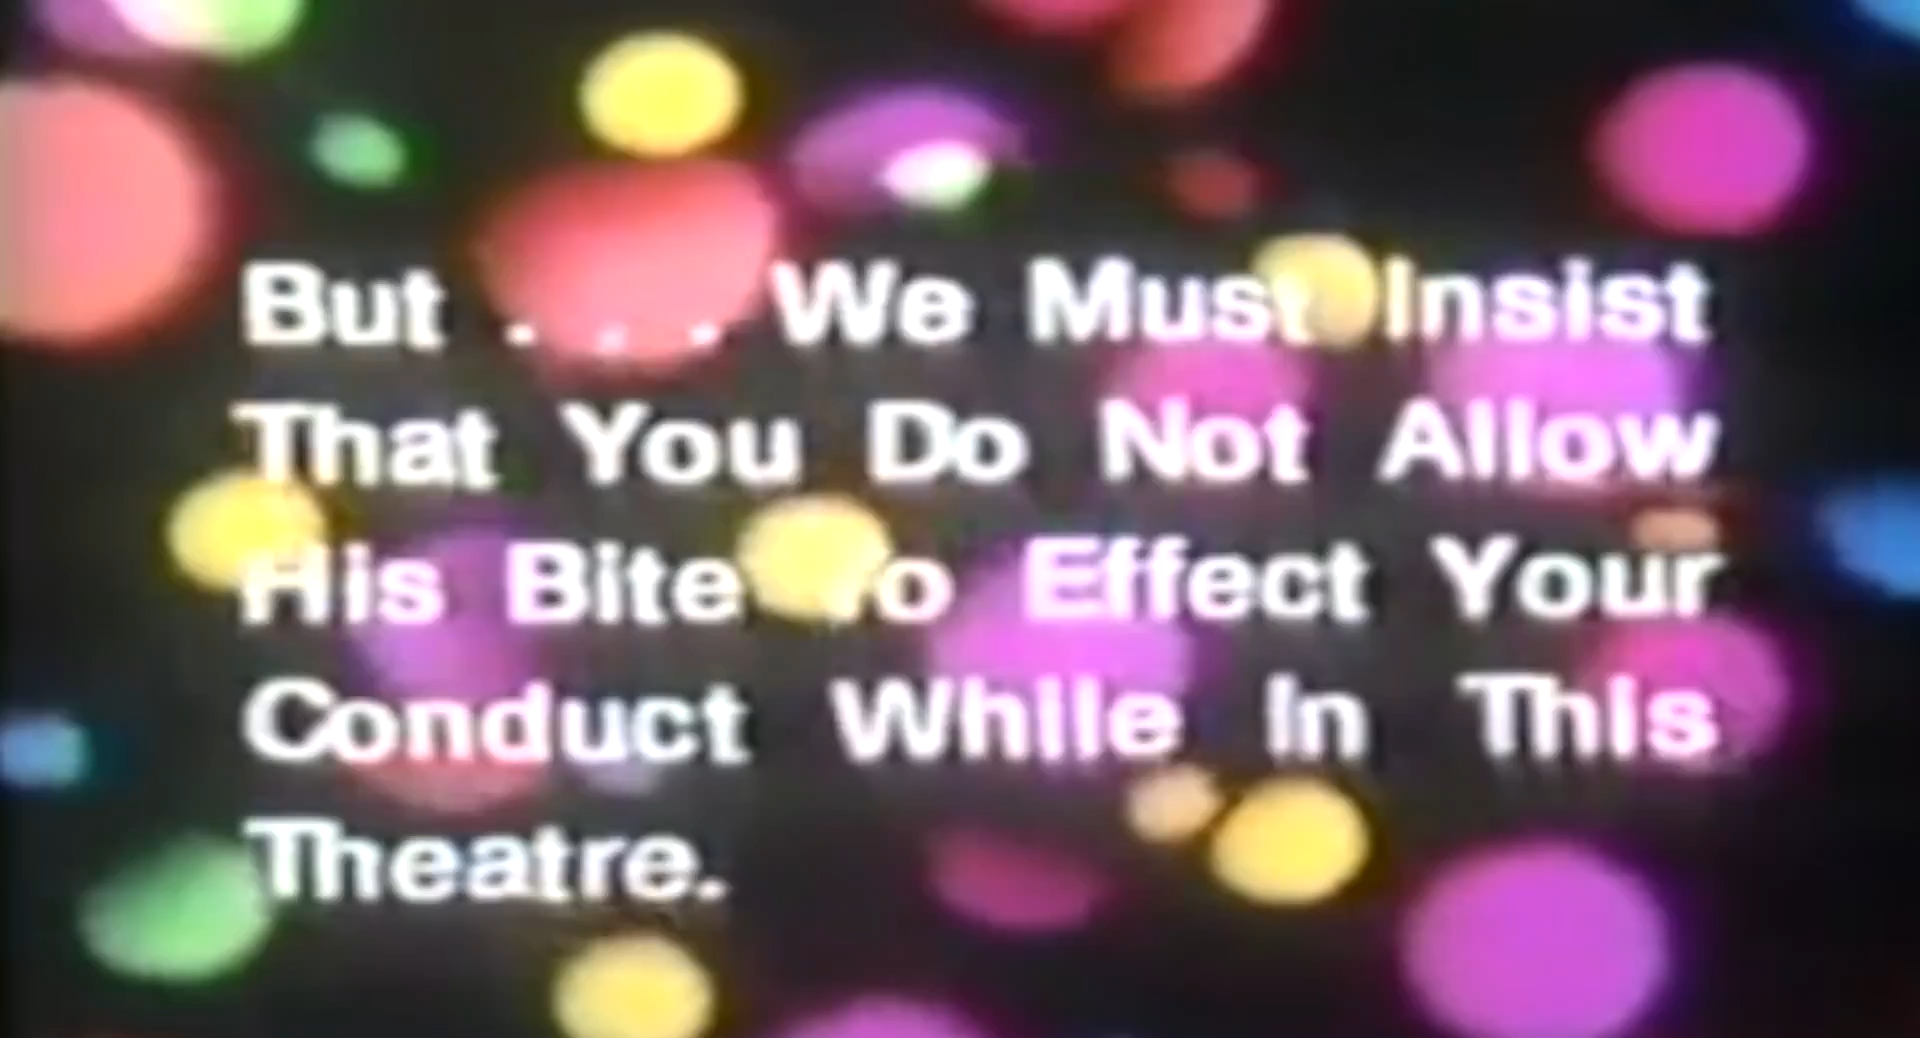 But . . . We Must Insist
That You Do Not Allow
His Bite To Effect Your
Conduct While In This
Theatre.